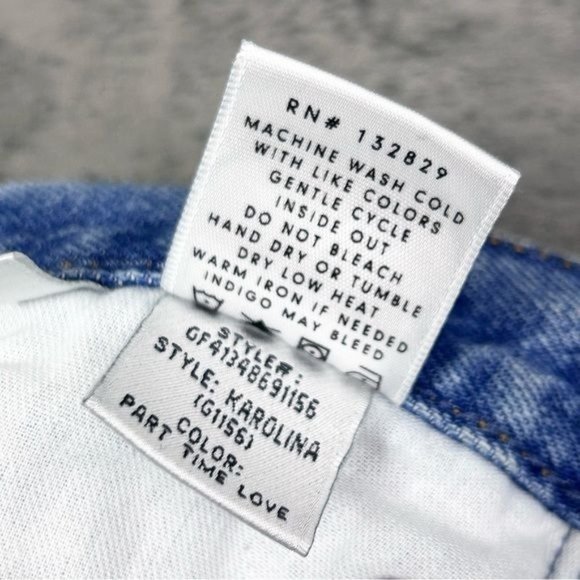 RN# 132829
MACHINE WASH COLD
WITH LIKE COLORS
GENTLE CYCLE
INSIDE OUT
DO NOT BLEACH
HAND DRY OR TUMBLE
DRY LOW HEAT
WARM IRON IF NEEDED
INDIGO MAY BLEED
STYLE#:
GF41348691156
STYLE: KAROLINA
(G1156)
COLOR:
PART TIME LOVE